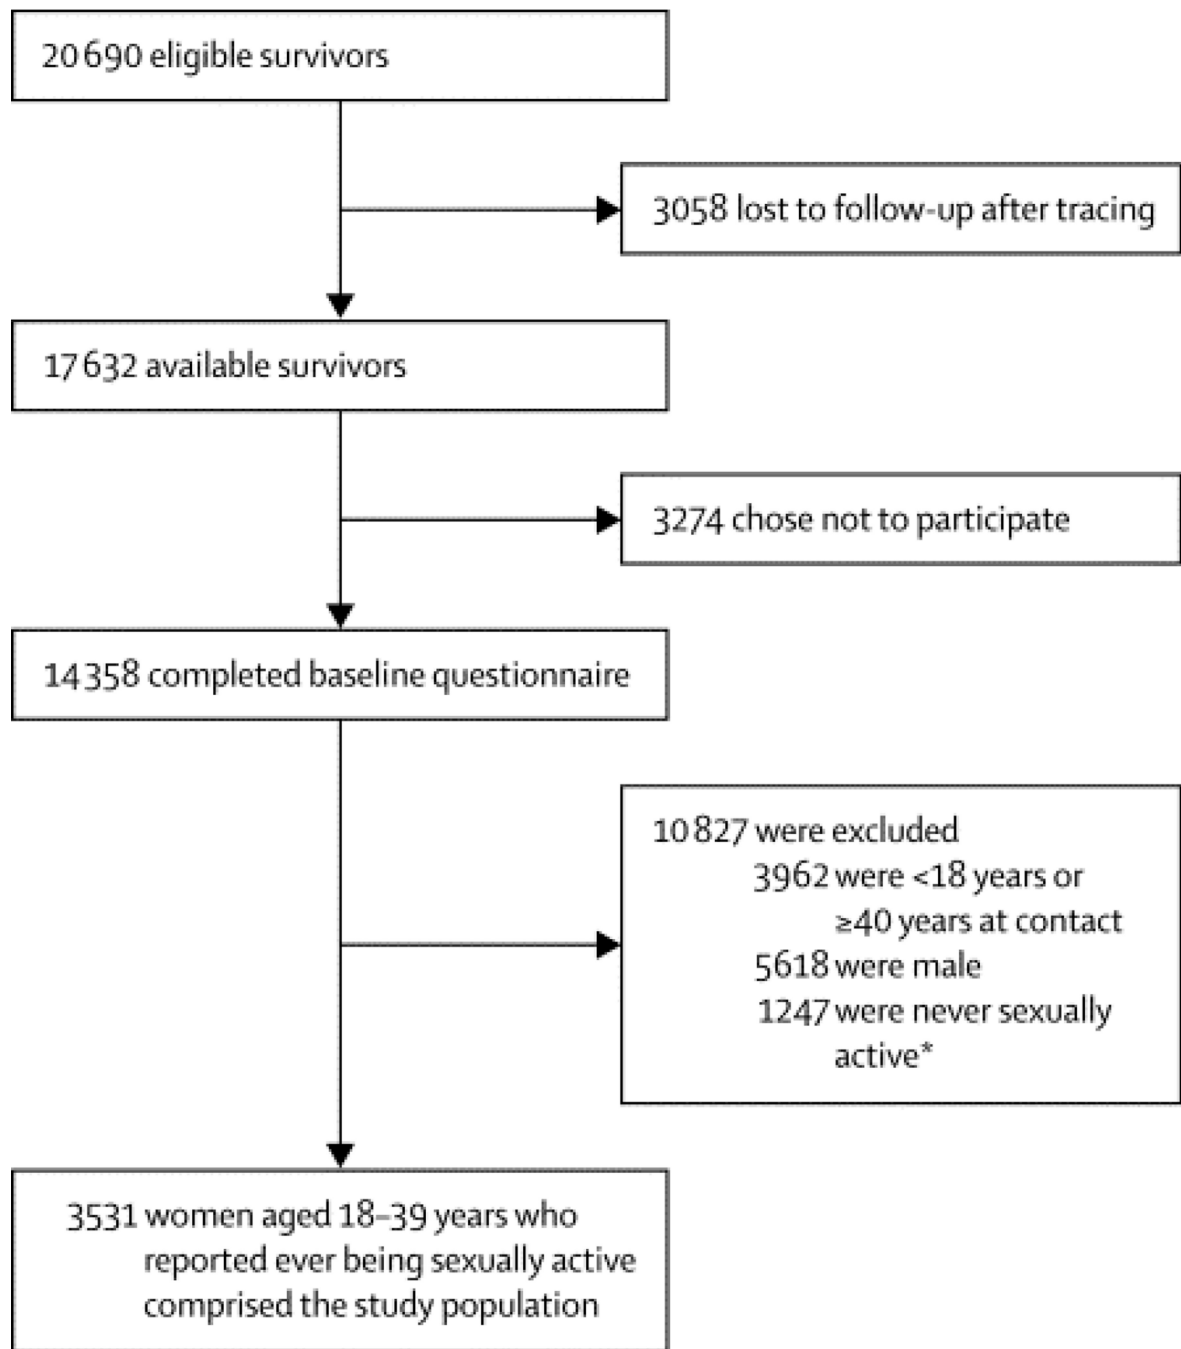 20 690 eligible survivors
3058 lost to follow-up after tracing
17 632 available survivors
3274 chose not to participate
14 358 completed baseline questionnaire
10 827 were excluded
3962 were <18 years or
≥40 years at contact
5618 were male
1247 were never sexually
active*
3531 women aged 18–39 years who
reported ever being sexually active
comprised the study population